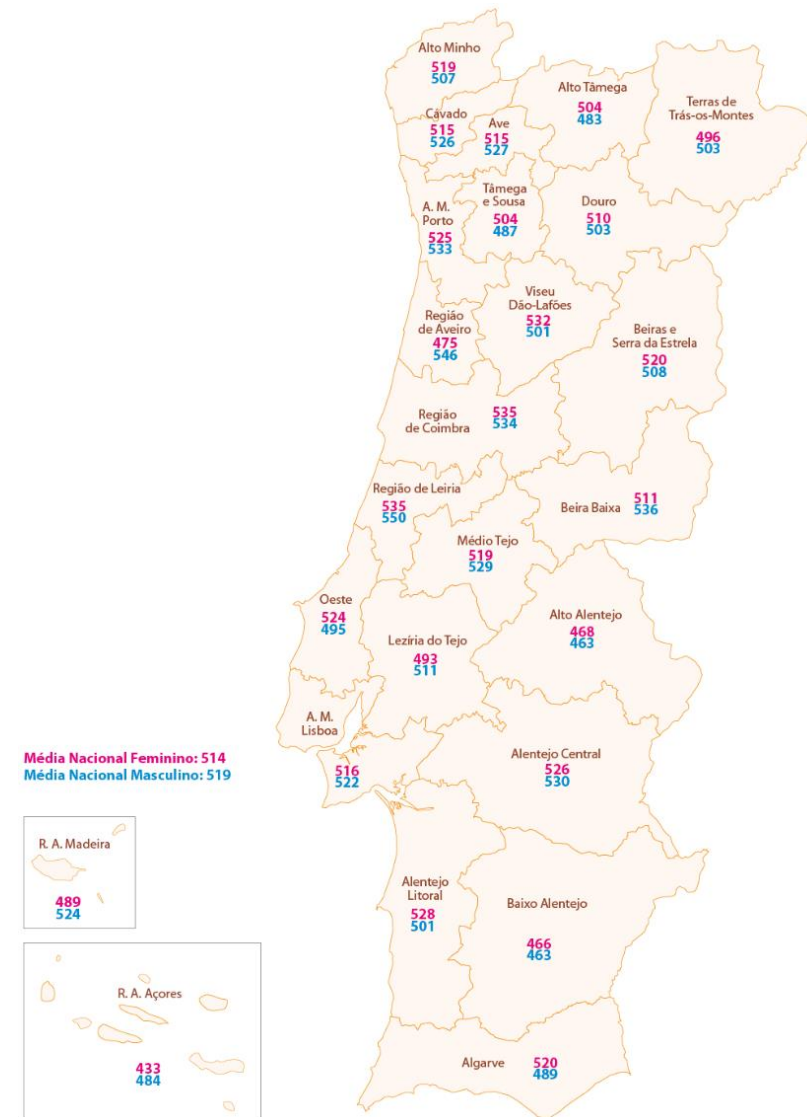 Alto Minho
519
507
Alto Tâmega
504
483
Terras de
Trás-os-Montes
496
503
Cávado
515
526
Ave
515
527
A. M.
Porto
525
533
Tâmega
e Sousa
504
487
Douro
510
503
Região
de Aveiro
475
546
Viseu
Dão-Lafões
532
501
Beiras e
Serra da Estrela
520
508
Região
de Coimbra
535
534
Região de Leiria
535
550
Beira Baixa
511
536
Médio Tejo
519
529
Oeste
524
495
Lezíria do Tejo
493
511
Alto Alentejo
468
463
A. M.
Lisboa
516
522
Alentejo Central
526
530
Média Nacional Feminino: 514
Média Nacional Masculino: 519
R. A. Madeira
489
524
Alentejo
Litoral
528
501
Baixo Alentejo
466
463
R. A. Açores
433
484
Algarve
520
489